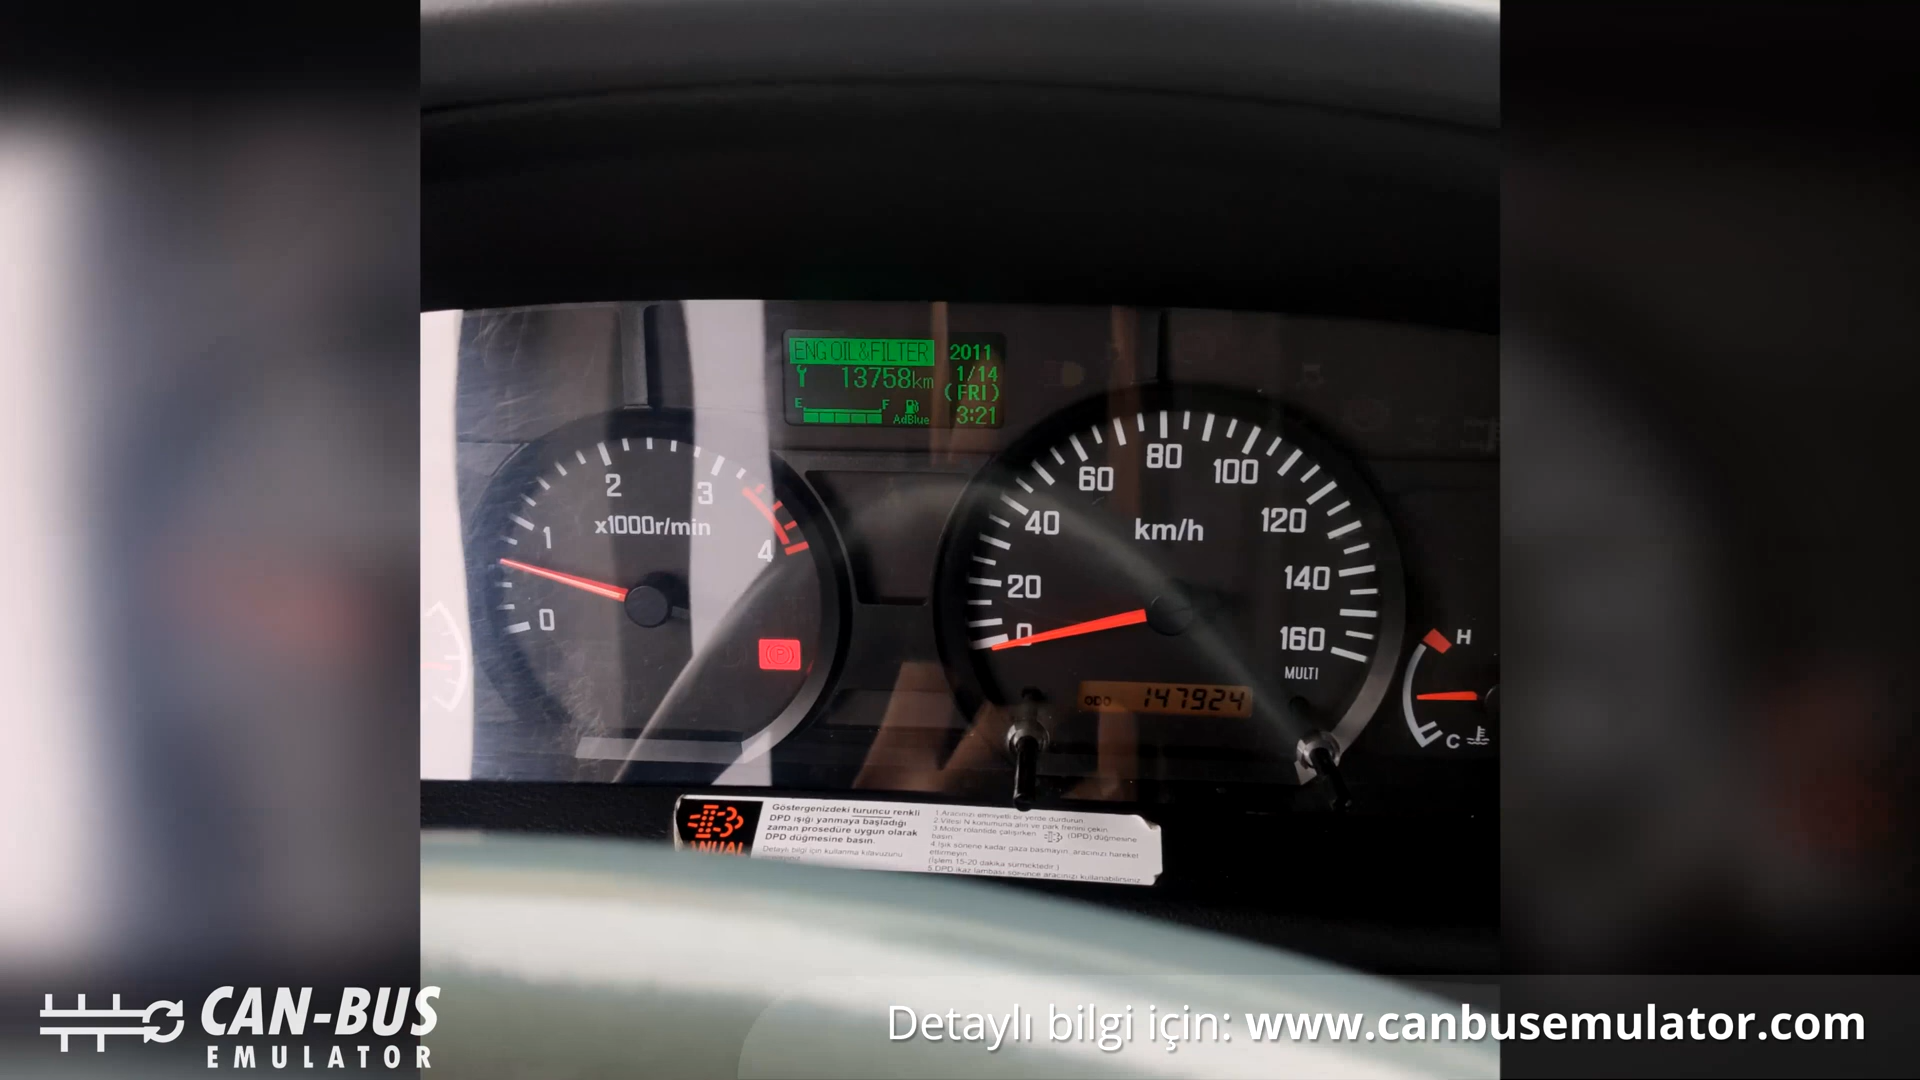 ENG OIL&FILTER
13758km
E F
AdBlue
2011
1/14
(FRI)
3:21
0 1 2 3 4
x1000r/min
(P)
0 20 40 60 80 100 120 140 160
km/h
MULTI
ODO 147924
H
C
MANUAL
Göstergenizdeki turuncu renkli
DPD ışığı yanmaya başladığı
zaman prosedüre uygun olarak
DPD düğmesine basın.
Detaylı bilgi için kullanma kılavuzunu
1.Aracınızı emniyetli bir yerde durdurun.
2.Vitesi N konumuna alın ve park frenini çekin.
3.Motor rölantide çalışırken (DPD) düğmesine
basın.
4.Işık sönene kadar gaza basmayın, aracınızı hareket
ettirmeyin.
(İşlem 15-20 dakika sürmektedir.)
5.DPD ikaz lambası sönünce aracınızı kullanabilirsiniz
CAN-BUS
EMULATOR
Detaylı bilgi için: www.canbusemulator.com